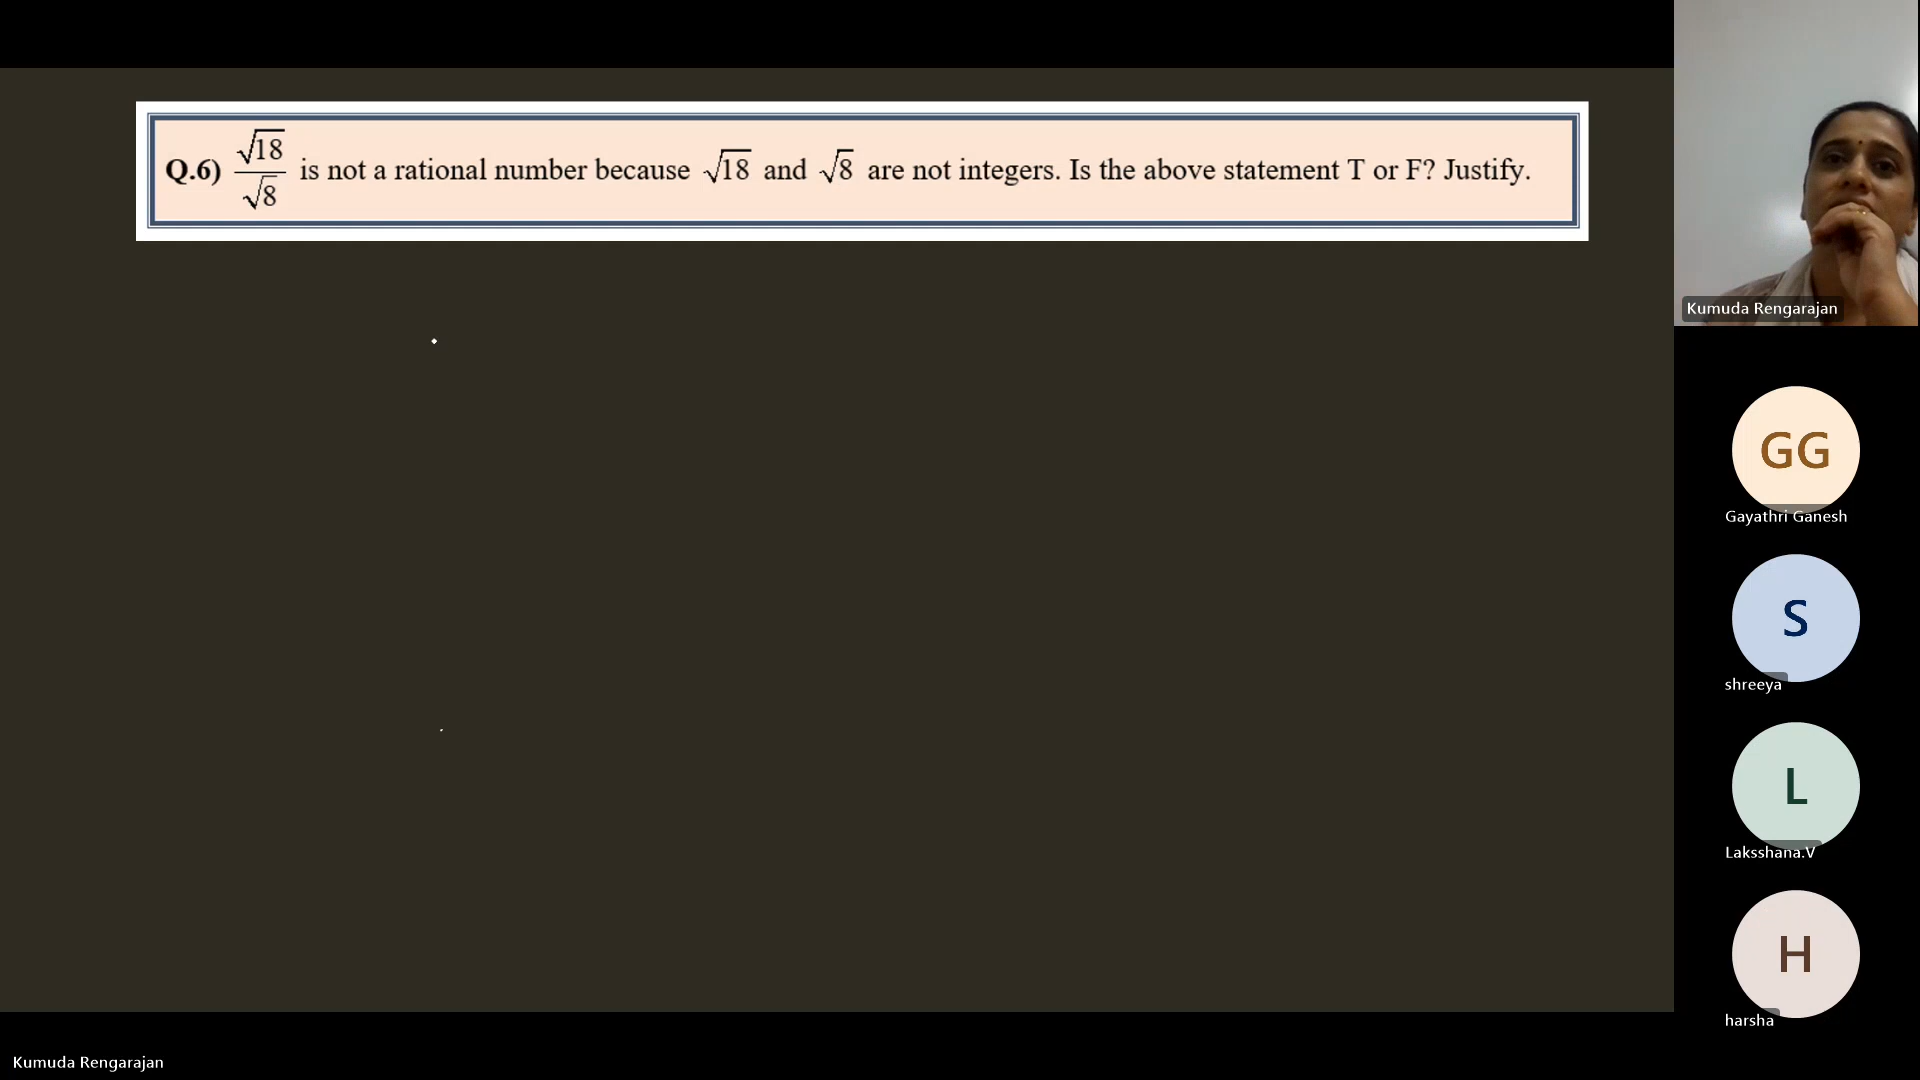 Q.6) √18/√8 is not a rational number because √18 and √8 are not integers. Is the above statement T or F? Justify.
Kumuda Rengarajan
GG
Gayathri Ganesh
S
shreeya
L
Laksshana.V
H
harsha
Kumuda Rengarajan